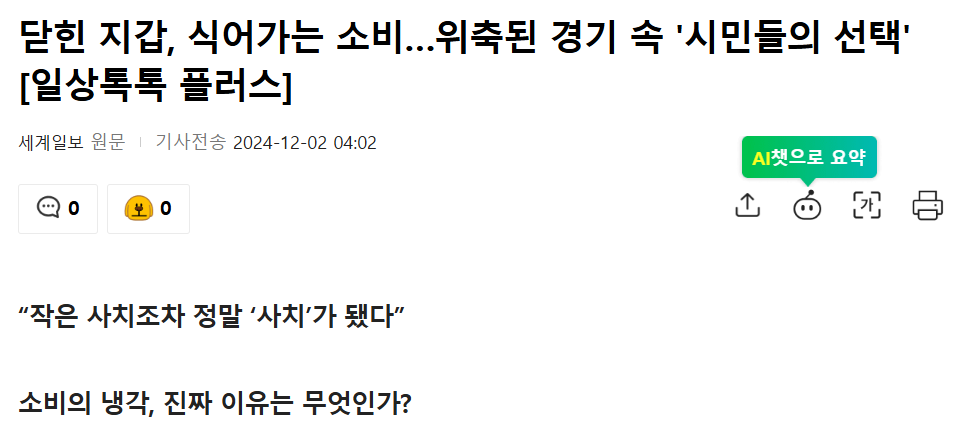 닫힌 지갑, 식어가는 소비…위축된 경기 속 '시민들의 선택'
[일상톡톡 플러스]
세계일보 원문 기사전송 2024-12-02 04:02
AI챗으로 요약
0 0
가
“작은 사치조차 정말 ‘사치’가 됐다”
소비의 냉각, 진짜 이유는 무엇인가?